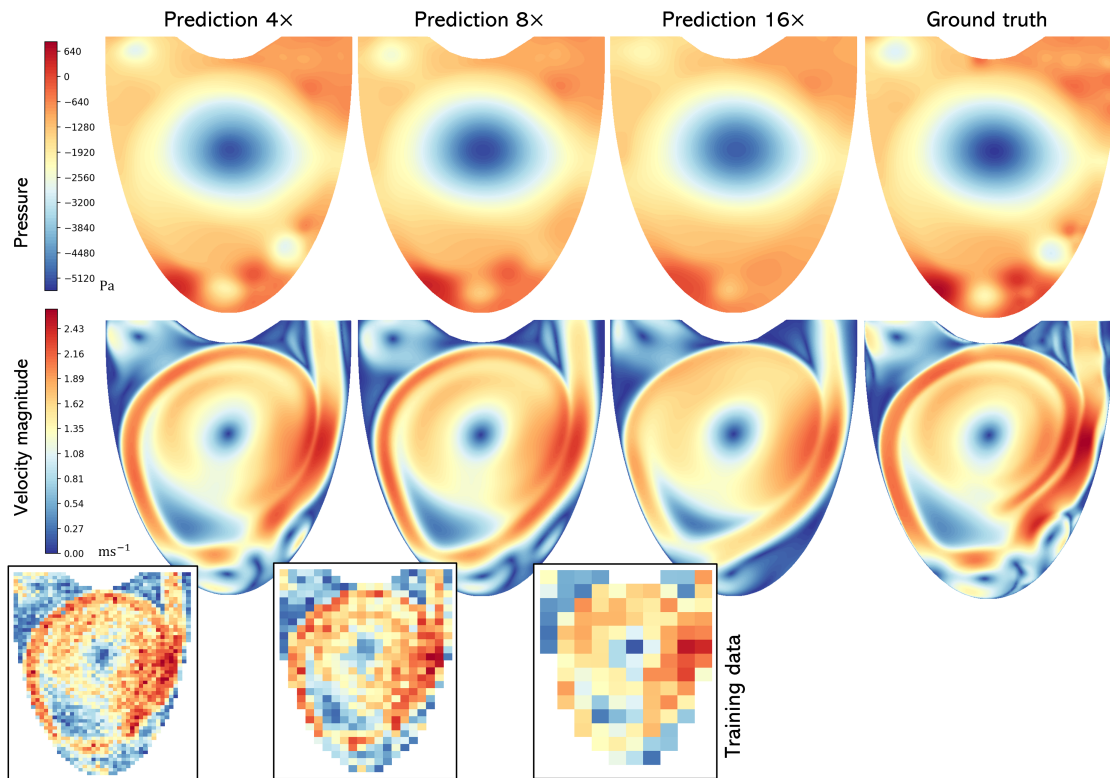 Prediction 4×
Prediction 8×
Prediction 16×
Ground truth
Pressure
640
0
−640
−1280
−1920
−2560
−3200
−3840
−4480
−5120
Pa
Velocity magnitude
2.43
2.16
1.89
1.62
1.35
1.08
0.81
0.54
0.27
0.00
ms⁻¹
Training data